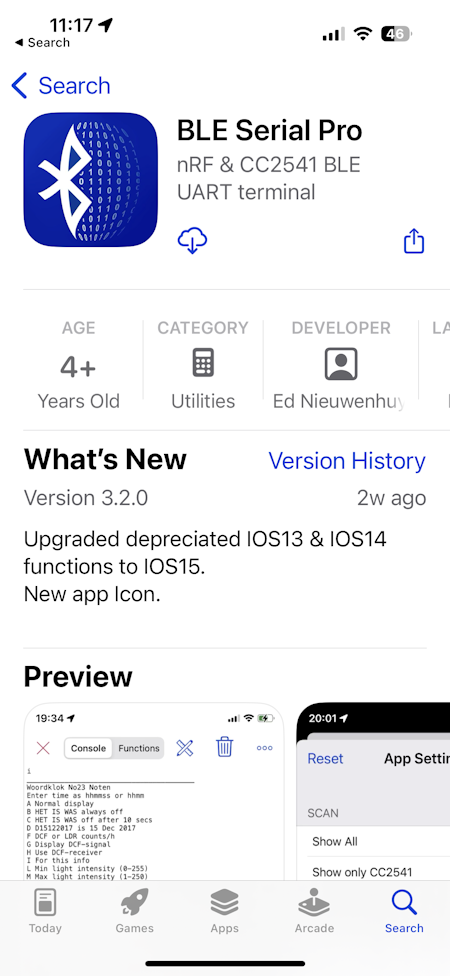 11:17
◀ Search
46
Search
BLE Serial Pro
nRF & CC2541 BLE
UART terminal
AGE
CATEGORY
DEVELOPER
LA
4+
Years Old
Utilities
Ed Nieuwenhuy
What's New
Version History
Version 3.2.0
2w ago
Upgraded depreciated IOS13 & IOS14
functions to IOS15.
New app Icon.
Preview
19:34
Console
Functions
i
Woordklok No23 Noten
Enter time as hhmmss or hhmm
A Normal display
B HET IS WAS always off
C HET IS WAS off after 10 secs
D D15122017 is 15 Dec 2017
F DCF or LDR counts/h
G Display DCF-signal
H Use DCF-receiver
I For this info
L Min light intensity (0-255)
M Max light intensity (1-250)
20:01
Reset
App Settin
SCAN
Show All
Show only CC2541
Today
Games
Apps
Arcade
Search